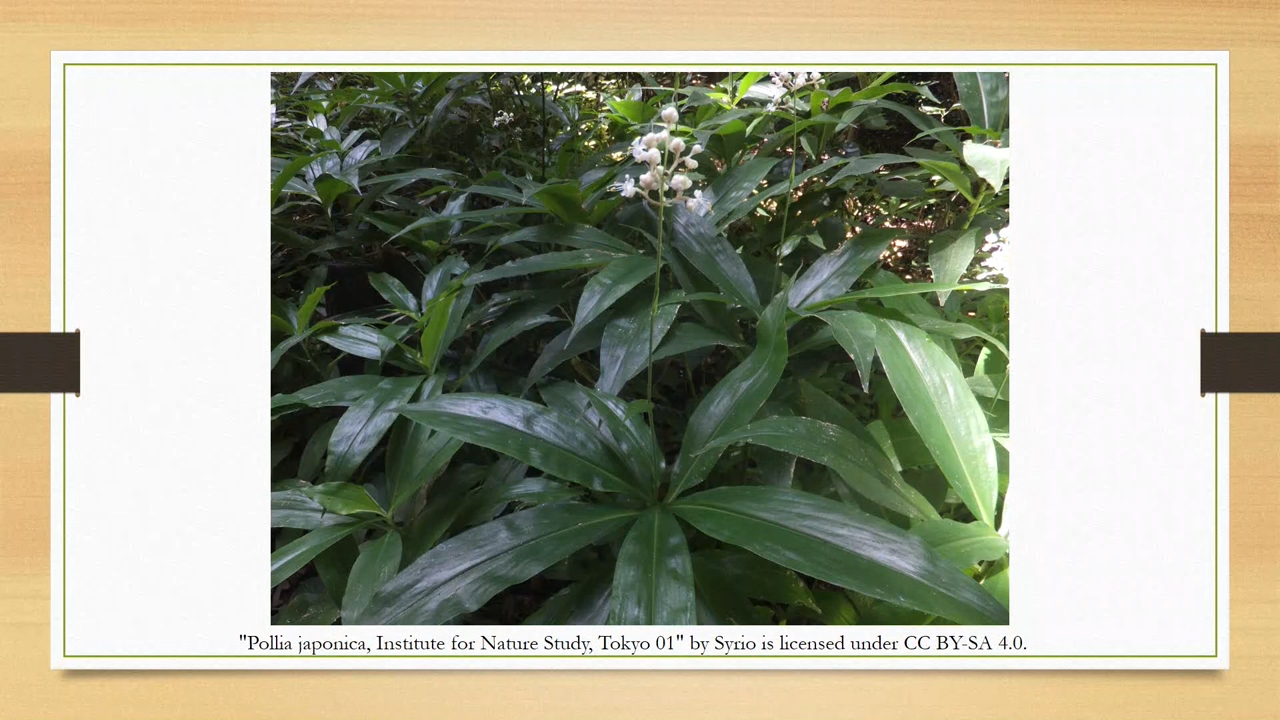 "Pollia japonica, Institute for Nature Study, Tokyo 01" by Syrio is licensed under CC BY-SA 4.0.